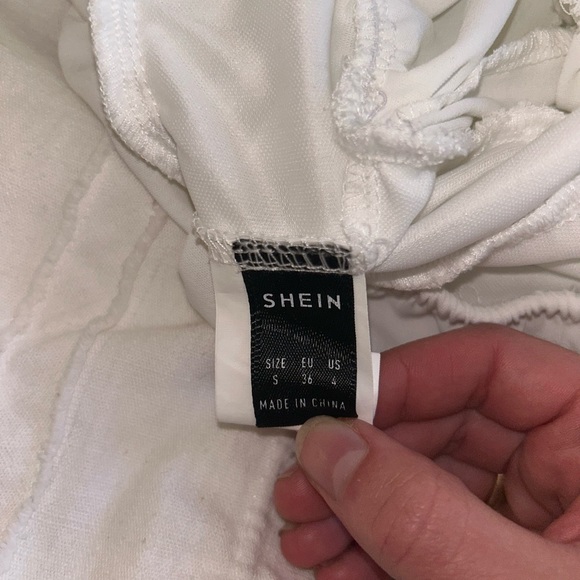 SHEIN
SIZE EU US
S 36 4
MADE IN CHINA